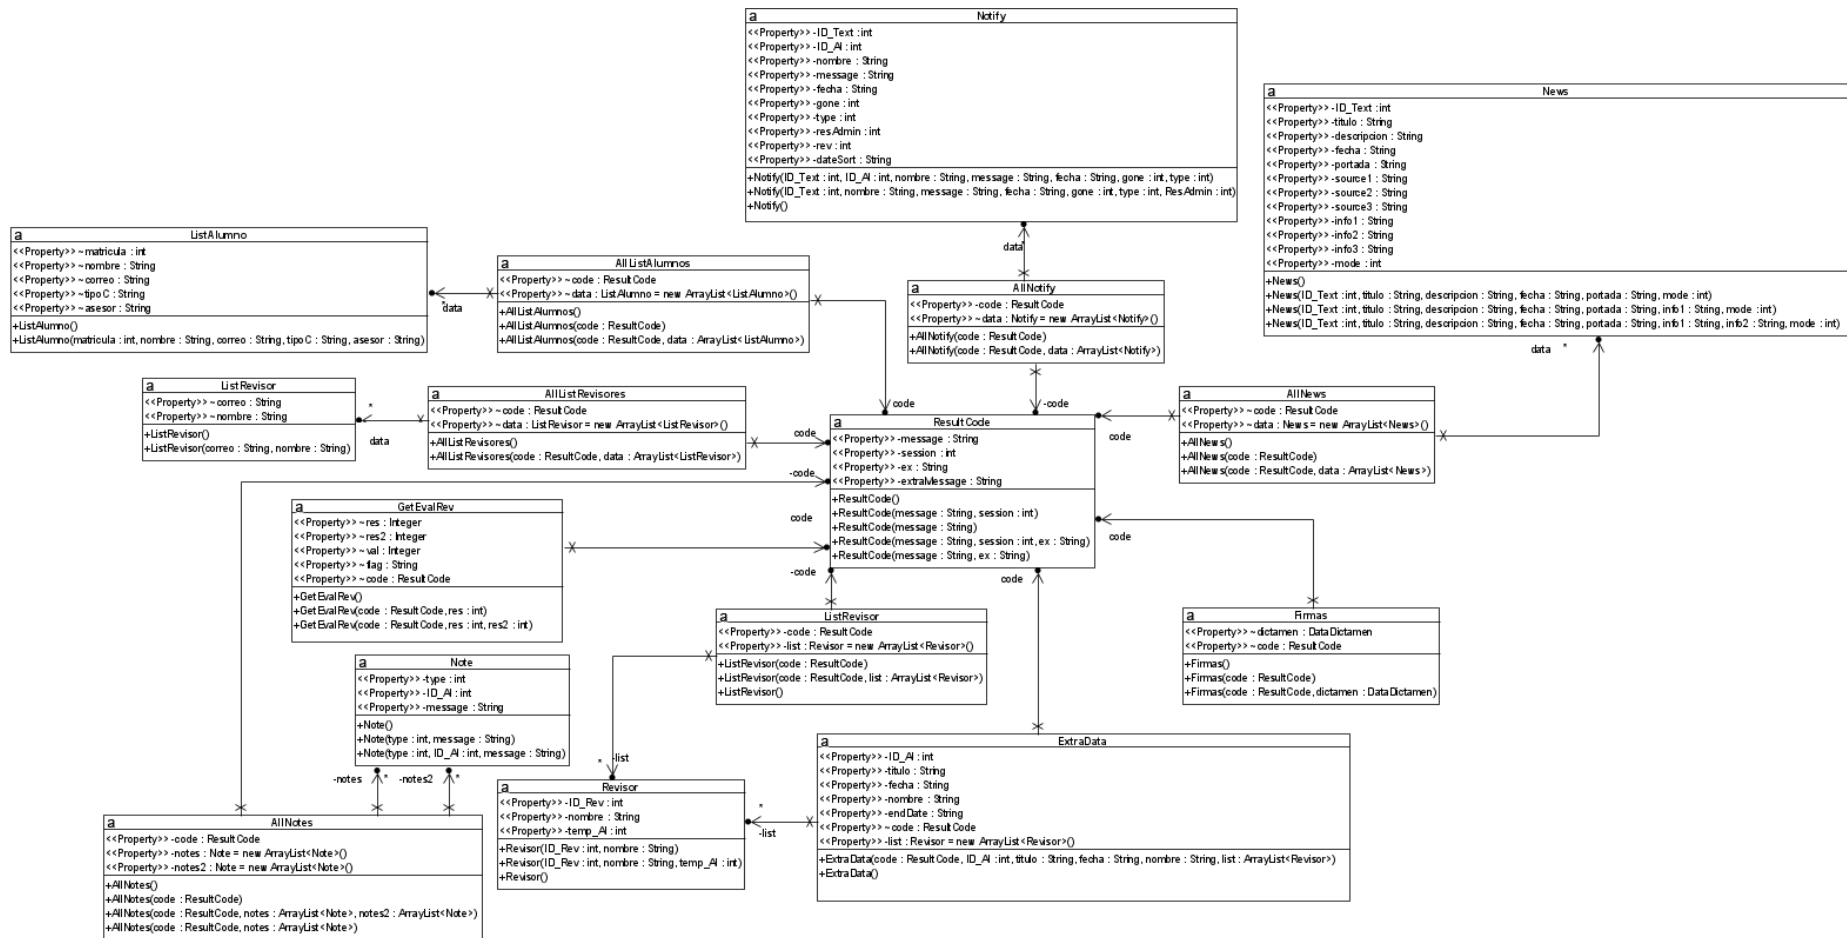 a
Notify
<<Property>> -ID_Text : int
<<Property>> -ID_Al : int
<<Property>> -nombre : String
<<Property>> -message : String
<<Property>> -fecha : String
<<Property>> -gone : int
<<Property>> -type : int
<<Property>> -resAdmin : int
<<Property>> -rev : int
<<Property>> -dateSort : String
+Notify(ID_Text : int, ID_Al : int, nombre : String, message : String, fecha : String, gone : int, type : int)
+Notify(ID_Text : int, nombre : String, message : String, fecha : String, gone : int, type : int, ResAdmin : int)
+Notify()
a
News
<<Property>> -ID_Text : int
<<Property>> -titulo : String
<<Property>> -descripcion : String
<<Property>> -fecha : String
<<Property>> -portada : String
<<Property>> -source1 : String
<<Property>> -source2 : String
<<Property>> -source3 : String
<<Property>> -info1 : String
<<Property>> -info2 : String
<<Property>> -info3 : String
<<Property>> -mode : int
+News()
+News(ID_Text : int, titulo : String, descripcion : String, fecha : String, portada : String, mode : int)
+News(ID_Text : int, titulo : String, descripcion : String, fecha : String, portada : String, info1 : String, mode : int)
+News(ID_Text : int, titulo : String, descripcion : String, fecha : String, portada : String, info1 : String, info2 : String, mode : int)
a
ListAlumno
<<Property>> ~matricula : int
<<Property>> ~nombre : String
<<Property>> ~correo : String
<<Property>> ~tipoC : String
<<Property>> ~asesor : String
+ListAlumno()
+ListAlumno(matricula : int, nombre : String, correo : String, tipoC : String, asesor : String)
*
data
a
AllListAlumnos
<<Property>> ~code : ResultCode
<<Property>> ~data : ListAlumno = new ArrayList<ListAlumno>()
+AllListAlumnos()
+AllListAlumnos(code : ResultCode)
+AllListAlumnos(code : ResultCode, data : ArrayList<ListAlumno>)
data*
a
AllNotify
<<Property>> -code : ResultCode
<<Property>> ~data : Notify = new ArrayList<Notify>()
+AllNotify(code : ResultCode)
+AllNotify(code : ResultCode, data : ArrayList<Notify>)
data *
a
ListRevisor
<<Property>> ~correo : String
<<Property>> ~nombre : String
+ListRevisor()
+ListRevisor(correo : String, nombre : String)
*
data
a
AllListRevisores
<<Property>> ~code : ResultCode
<<Property>> ~data : ListRevisor = new ArrayList<ListRevisor>()
+AllListRevisores()
+AllListRevisores(code : ResultCode, data : ArrayList<ListRevisor>)
code
-code
code
-code
code
a
ResultCode
<<Property>> -message : String
<<Property>> -session : int
<<Property>> -ex : String
<<Property>> -extraMessage : String
+ResultCode()
+ResultCode(message : String, session : int)
+ResultCode(message : String)
+ResultCode(message : String, session : int, ex : String)
+ResultCode(message : String, ex : String)
code
a
AllNews
<<Property>> ~code : ResultCode
<<Property>> ~data : News = new ArrayList<News>()
+AllNews()
+AllNews(code : ResultCode)
+AllNews(code : ResultCode, data : ArrayList<News>)
a
GetEvalRev
<<Property>> ~res : Integer
<<Property>> ~res2 : Integer
<<Property>> ~val : Integer
<<Property>> ~flag : String
<<Property>> ~code : ResultCode
+GetEvalRev()
+GetEvalRev(code : ResultCode, res : int)
+GetEvalRev(code : ResultCode, res : int, res2 : int)
code
-code
code
a
ListRevisor
<<Property>> -code : ResultCode
<<Property>> -list : Revisor = new ArrayList<Revisor>()
+ListRevisor(code : ResultCode)
+ListRevisor(code : ResultCode, list : ArrayList<Revisor>)
+ListRevisor()
a
Firmas
<<Property>> ~dictamen : DataDictamen
<<Property>> ~code : ResultCode
+Firmas()
+Firmas(code : ResultCode)
+Firmas(code : ResultCode, dictamen : DataDictamen)
a
Note
<<Property>> -type : int
<<Property>> -ID_Al : int
<<Property>> -message : String
+Note()
+Note(type : int, message : String)
+Note(type : int, ID_Al : int, message : String)
-notes *
-notes2 *
* -list
a
Revisor
<<Property>> -ID_Rev : int
<<Property>> -nombre : String
<<Property>> -temp_Al : int
+Revisor(ID_Rev : int, nombre : String)
+Revisor(ID_Rev : int, nombre : String, temp_Al : int)
+Revisor()
*
-list
a
ExtraData
<<Property>> -ID_Al : int
<<Property>> -titulo : String
<<Property>> -fecha : String
<<Property>> -nombre : String
<<Property>> -endDate : String
<<Property>> ~code : ResultCode
<<Property>> -list : Revisor = new ArrayList<Revisor>()
+ExtraData(code : ResultCode, ID_Al : int, titulo : String, fecha : String, nombre : String, list : ArrayList<Revisor>)
+ExtraData()
a
AllNotes
<<Property>> -code : ResultCode
<<Property>> -notes : Note = new ArrayList<Note>()
<<Property>> -notes2 : Note = new ArrayList<Note>()
+AllNotes()
+AllNotes(code : ResultCode)
+AllNotes(code : ResultCode, notes : ArrayList<Note>, notes2 : ArrayList<Note>)
+AllNotes(code : ResultCode, notes : ArrayList<Note>)